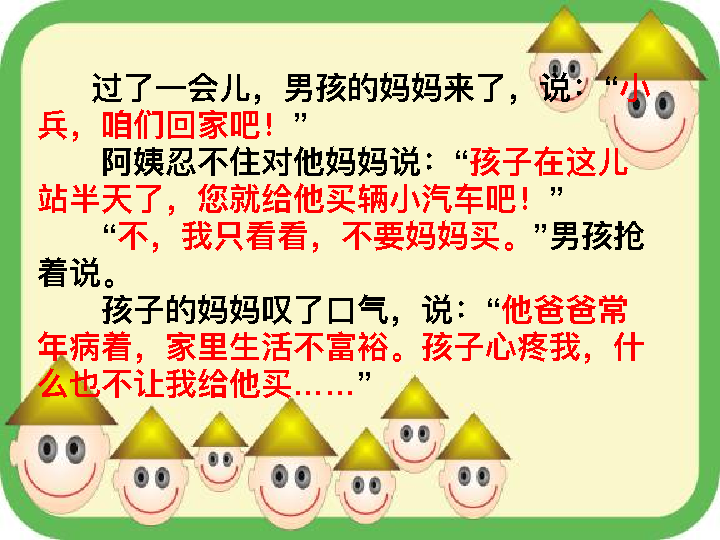 过了一会儿，男孩的妈妈来了，说：“小
兵，咱们回家吧！”
阿姨忍不住对他妈妈说：“孩子在这儿
站半天了，您就给他买辆小汽车吧！”
“不，我只看看，不要妈妈买。”男孩抢
着说。
孩子的妈妈叹了口气，说：“他爸爸常
年病着，家里生活不富裕。孩子心疼我，什
么也不让我给他买……”